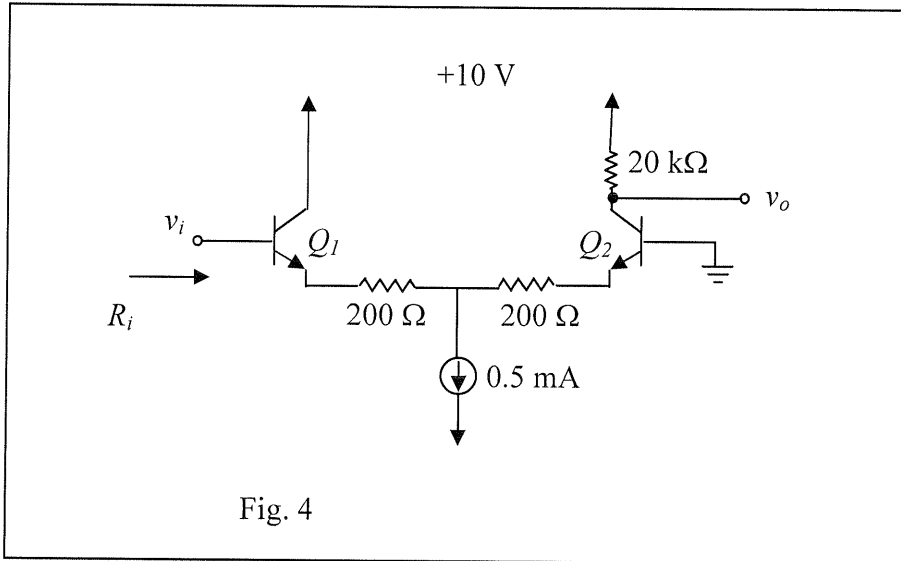 +10 V
20 kΩ
v_o
v_i
Q_1
Q_2
R_i
200 Ω
200 Ω
0.5 mA
Fig. 4